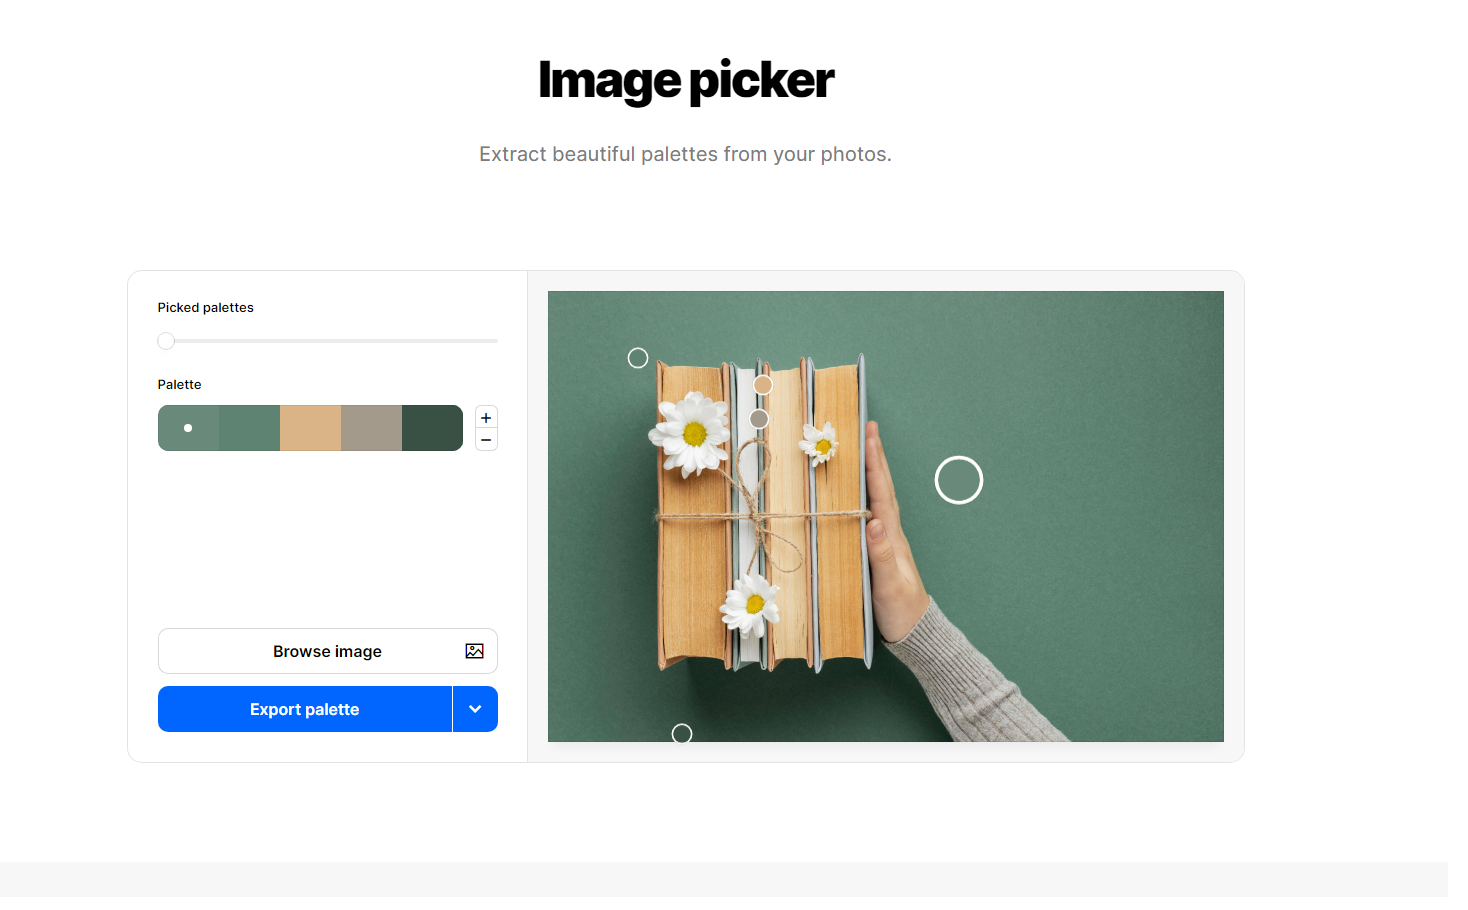 Image picker
Extract beautiful palettes from your photos.
Picked palettes
Palette
+
−
Browse image
Export palette